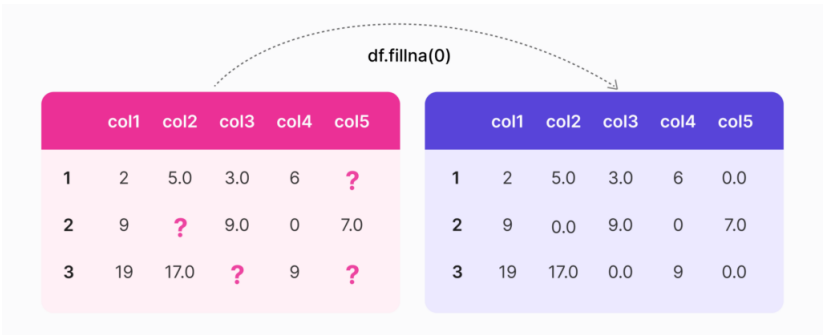 df.fillna(0)
col1 col2 col3 col4 col5
1 2 5.0 3.0 6 ?
2 9 ? 9.0 0 7.0
3 19 17.0 ? 9 ?
col1 col2 col3 col4 col5
1 2 5.0 3.0 6 0.0
2 9 0.0 9.0 0 7.0
3 19 17.0 0.0 9 0.0